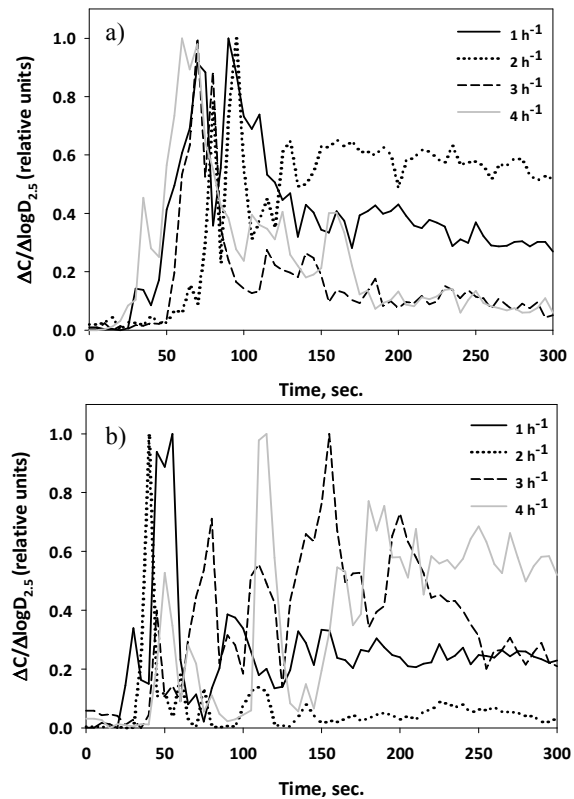 a)
1 h-1
2 h-1
3 h-1
4 h-1
ΔC/ΔlogD2.5 (relative units)
1.0
0.8
0.6
0.4
0.2
0.0
0 50 100 150 200 250 300
Time, sec.
b)
1 h-1
2 h-1
3 h-1
4 h-1
ΔC/ΔlogD2.5 (relative units)
1.0
0.8
0.6
0.4
0.2
0.0
0 50 100 150 200 250 300
Time, sec.